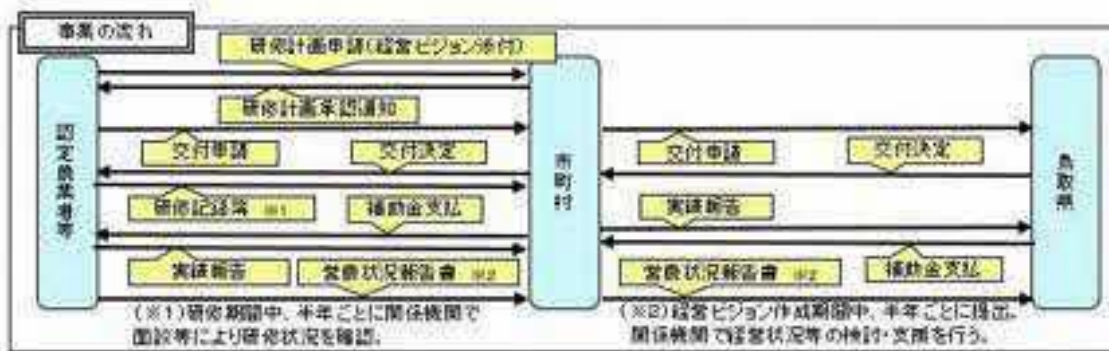 事業の流れ
研修計画申請(経営ビジョン添付)
研修計画承認通知
交付申請
交付決定
交付申請
交付決定
認定農業者等
市町村
鳥取県
研修記録簿 ※1
補助金支払
実績報告
実績報告
営農状況報告書 ※2
営農状況報告書 ※2
補助金支払
(※1)研修期間中、半年ごとに関係機関で
面談等により研修状況を確認。
(※2)経営ビジョン作成期間中、半年ごとに提出。
関係機関で経営状況等の検討・支援を行う。